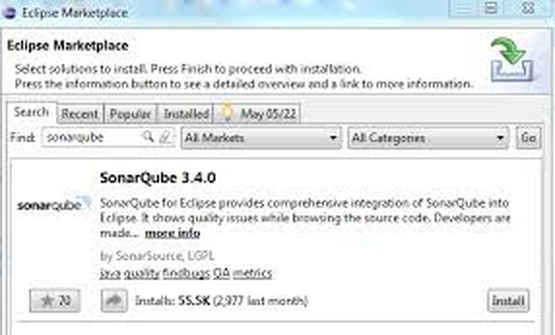 Eclipse Marketplace
Eclipse Marketplace
Select solutions to install. Press Finish to proceed with installation.
Press the information button to see a detailed overview and a link to more information.
Search Recent Popular Installed May 05/22
Find: sonarqube All Markets All Categories Go
SonarQube 3.4.0
sonarqube
SonarQube for Eclipse provides comprehensive integration of SonarQube into
Eclipse. It shows quality issues while browsing the source code. Developers are
made... more info
by SonarSource, LGPL
java quality findbugs QA metrics
70 Installs: 55.5K (2,977 last month) Install